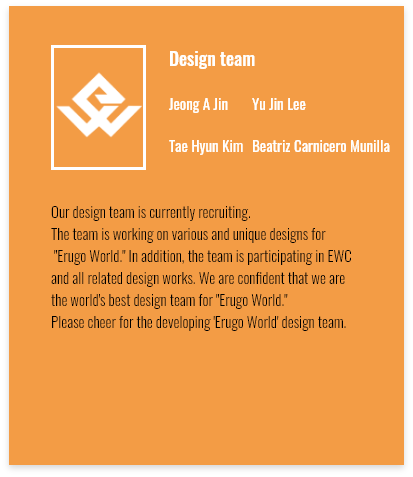 Design team
Jeong A Jin Yu Jin Lee
Tae Hyun Kim Beatriz Carnicero Munilla
Our design team is currently recruiting.
The team is working on various and unique designs for
"Erugo World." In addition, the team is participating in EWC
and all related design works. We are confident that we are
the world's best design team for "Erugo World."
Please cheer for the developing 'Erugo World' design team.